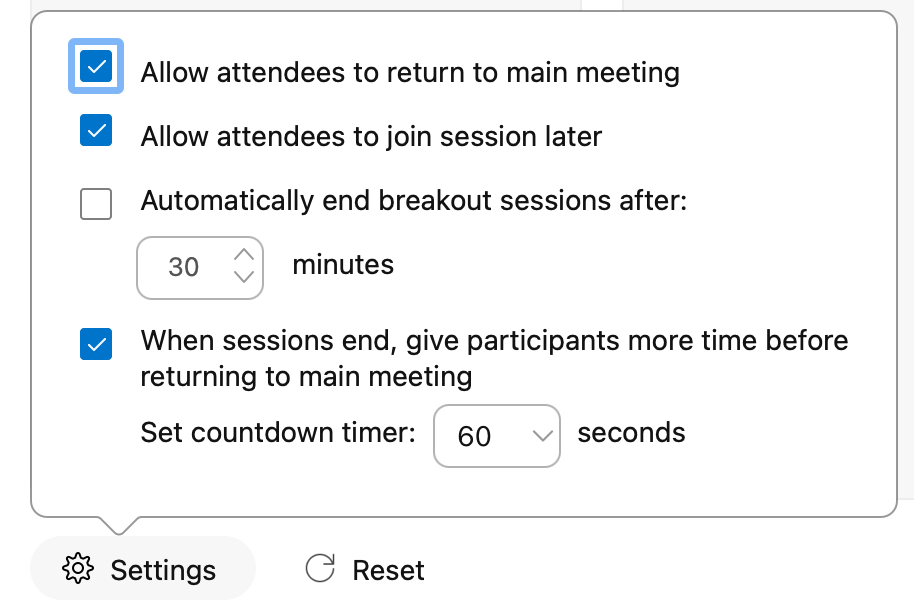 Allow attendees to return to main meeting
Allow attendees to join session later
Automatically end breakout sessions after:
30 minutes
When sessions end, give participants more time before
returning to main meeting
Set countdown timer: 60 seconds
Settings Reset